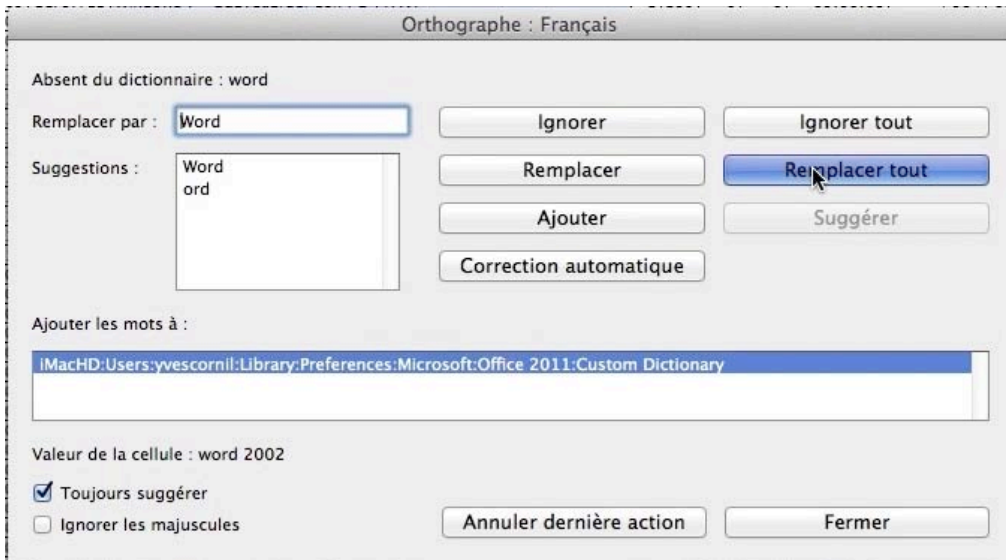 Orthographe : Français
Absent du dictionnaire : word
Remplacer par : Word
Ignorer
Ignorer tout
Suggestions :
Word
ord
Remplacer
Remplacer tout
Ajouter
Suggérer
Correction automatique
Ajouter les mots à :
iMacHD:Users:yvescornil:Library:Preferences:Microsoft:Office 2011:Custom Dictionary
Valeur de la cellule : word 2002
Toujours suggérer
Ignorer les majuscules
Annuler dernière action
Fermer